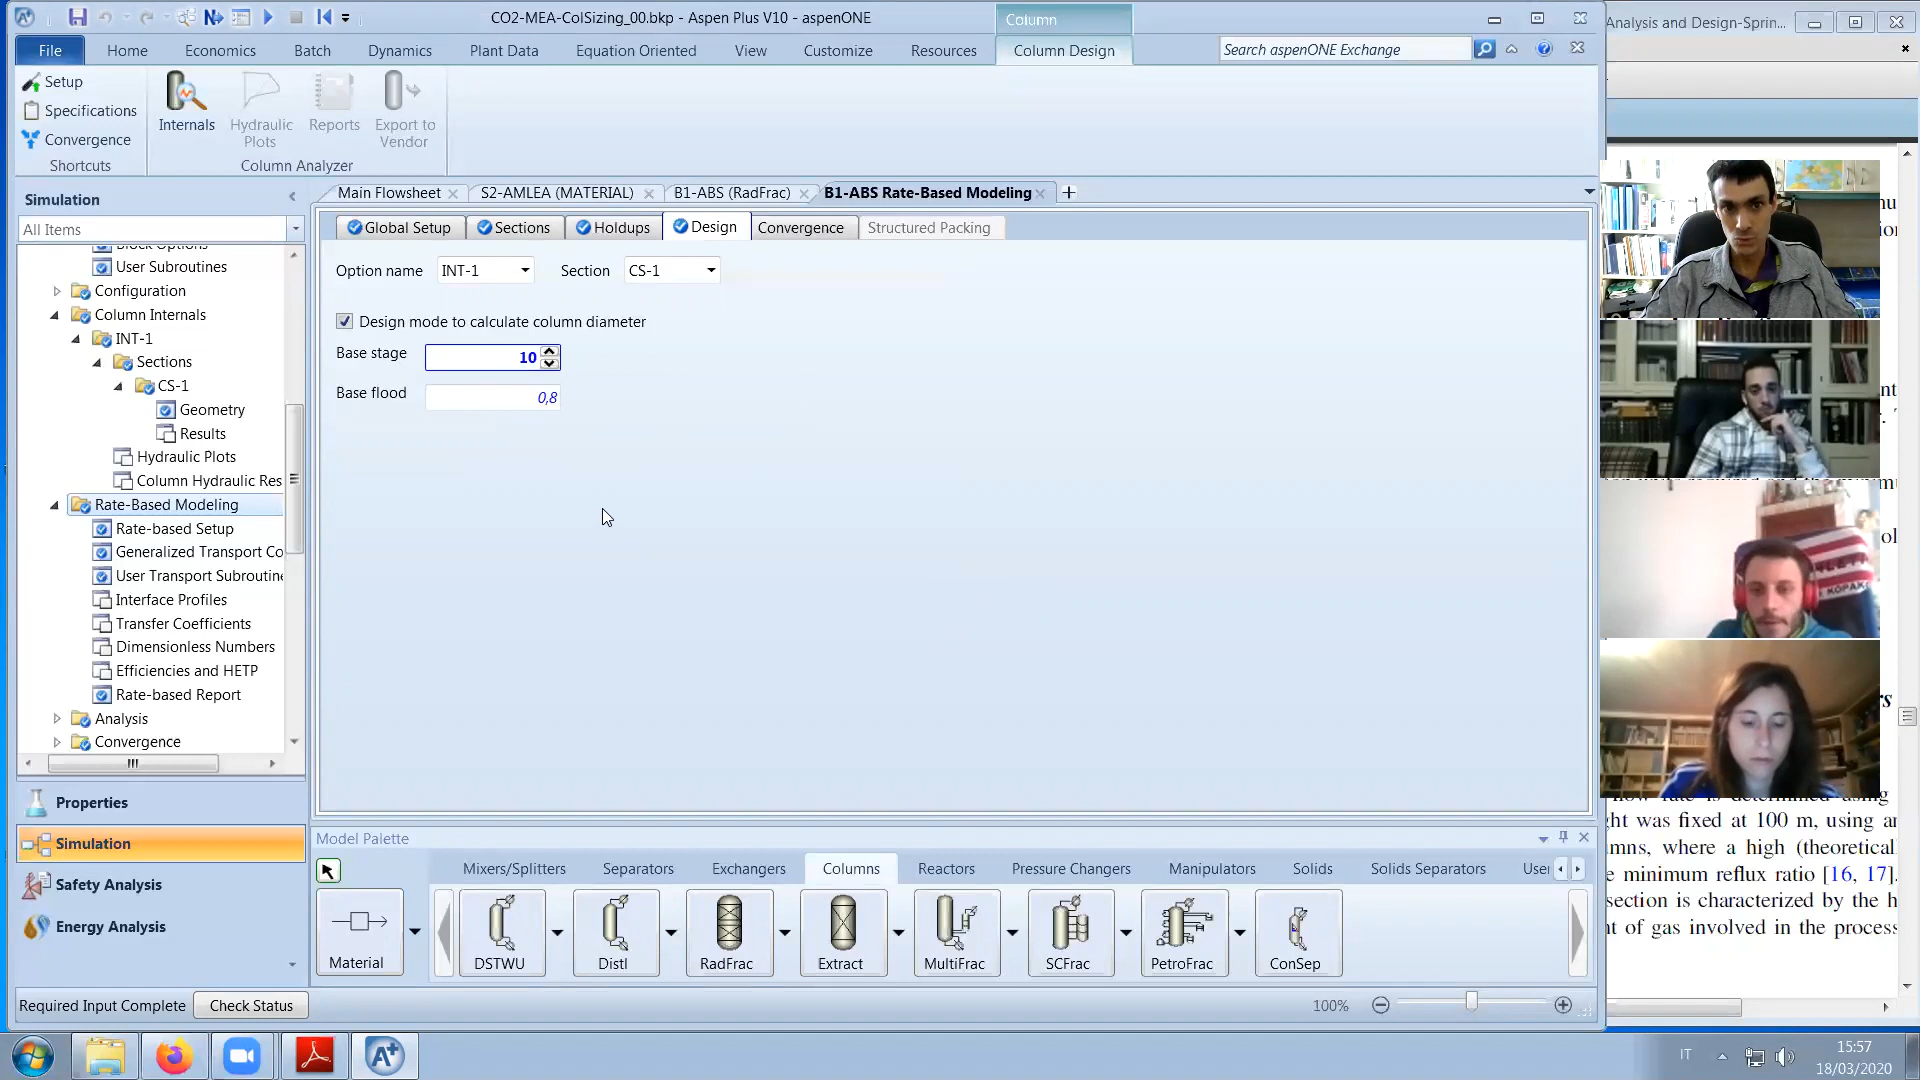 CO2-MEA-ColSizing_00.bkp - Aspen Plus V10 - aspenONE
Column
Analysis and Design-Sprin...
File
Home
Economics
Batch
Dynamics
Plant Data
Equation Oriented
View
Customize
Resources
Column Design
Search aspenONE Exchange
Setup
Specifications
Convergence
Shortcuts
Internals
Hydraulic
Plots
Reports
Export to
Vendor
Column Analyzer
Simulation
All Items
Main Flowsheet
S2-AMLEA (MATERIAL)
B1-ABS (RadFrac)
B1-ABS Rate-Based Modeling
Global Setup
Sections
Holdups
Design
Convergence
Structured Packing
Option name
INT-1
Section
CS-1
Design mode to calculate column diameter
Base stage
10
Base flood
0,8
Block Options
User Subroutines
Configuration
Column Internals
INT-1
Sections
CS-1
Geometry
Results
Hydraulic Plots
Column Hydraulic Res
Rate-Based Modeling
Rate-based Setup
Generalized Transport Co
User Transport Subroutine
Interface Profiles
Transfer Coefficients
Dimensionless Numbers
Efficiencies and HETP
Rate-based Report
Analysis
Convergence
Properties
Simulation
Safety Analysis
Energy Analysis
Model Palette
Mixers/Splitters
Separators
Exchangers
Columns
Reactors
Pressure Changers
Manipulators
Solids
Solids Separators
User
Material
DSTWU
Distl
RadFrac
Extract
MultiFrac
SCFrac
PetroFrac
ConSep
Required Input Complete
Check Status
100%
ght was fixed at 100 m, using an
umns, where a high (theoretical
e minimum reflux ratio [16, 17].
section is characterized by the h
nt of gas involved in the process
IT
15:57
18/03/2020